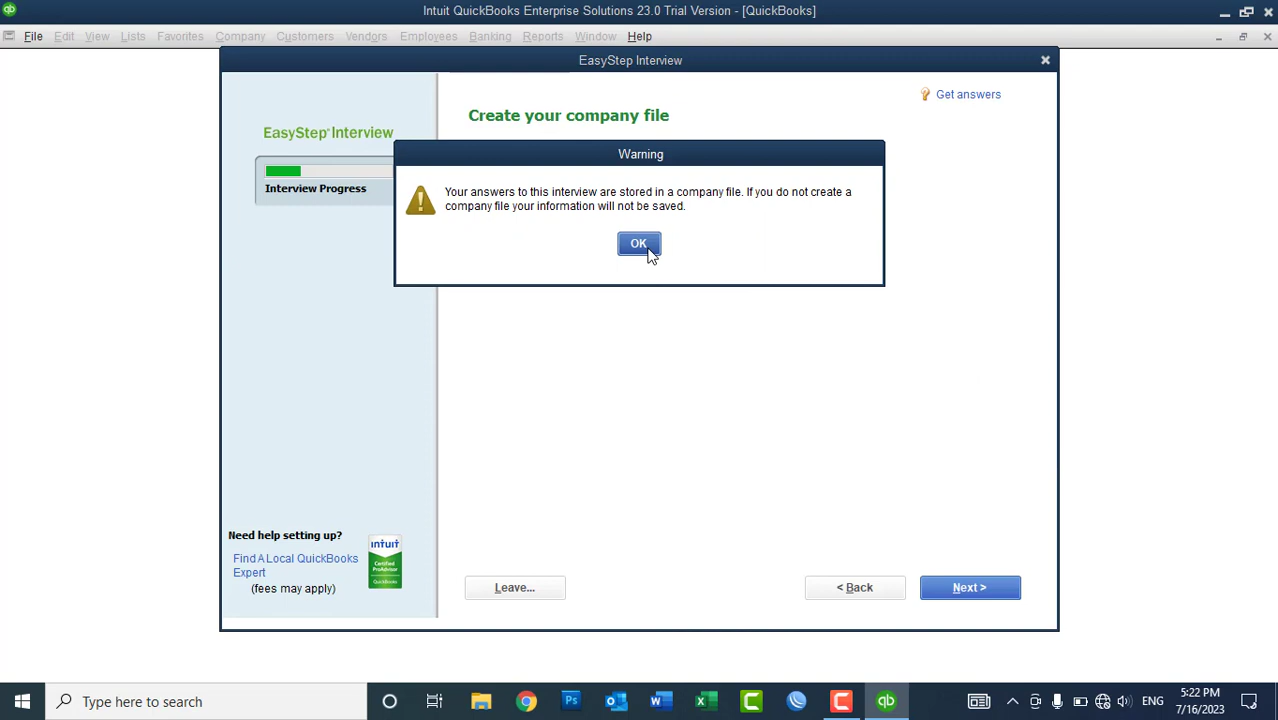 Intuit QuickBooks Enterprise Solutions 23.0 Trial Version - [QuickBooks]
File Edit View Lists Favorites Company Customers Vendors Employees Banking Reports Window Help
EasyStep Interview
Get answers
Create your company file
EasyStep® Interview
Interview Progress
Warning
Your answers to this interview are stored in a company file. If you do not create a
company file your information will not be saved.
OK
Need help setting up?
Find A Local QuickBooks
Expert
(fees may apply)
intuit
Certified
ProAdvisor
QuickBooks
Leave...
< Back
Next >
Type here to search
Ps
ENG
5:22 PM
7/16/2023